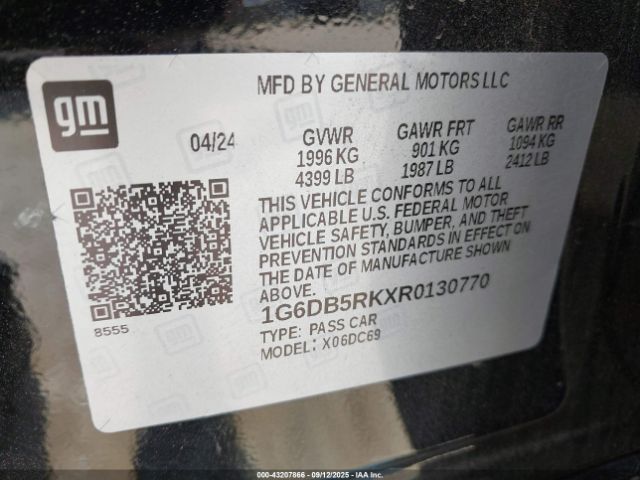 gm
MFD BY GENERAL MOTORS LLC
04/24
GVWR
1996 KG
4399 LB
GAWR FRT
901 KG
1987 LB
GAWR RR
1094 KG
2412 LB
THIS VEHICLE CONFORMS TO ALL
APPLICABLE U.S. FEDERAL MOTOR
VEHICLE SAFETY, BUMPER, AND THEFT
PREVENTION STANDARDS IN EFFECT ON
THE DATE OF MANUFACTURE SHOWN
1G6DB5RKXR0130770
TYPE: PASS CAR
MODEL: X06DC69
8555
000-43207866 - 09/12/2025 - IAAI.COM